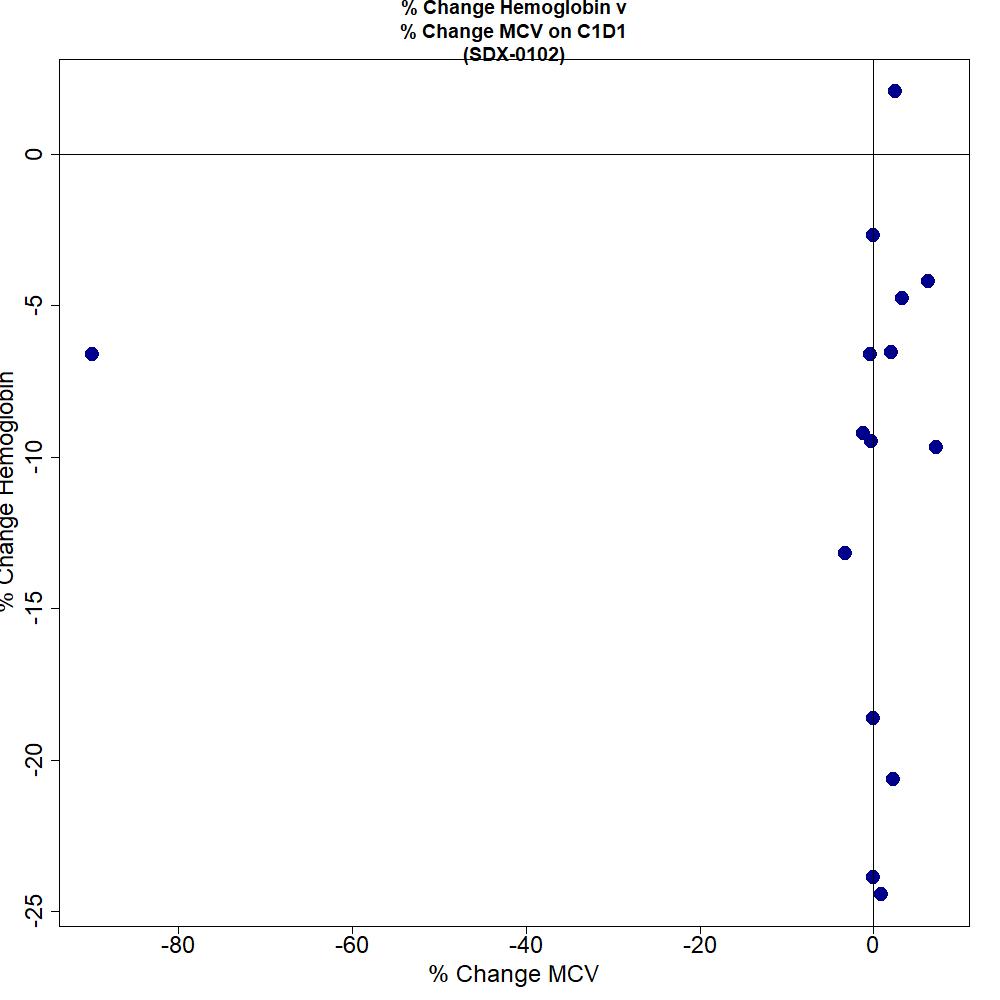 % Change Hemoglobin v
% Change MCV on C1D1
(SDX-0102)
% Change Hemoglobin
0
-5
-10
-15
-20
-25
-80
-60
-40
-20
0
% Change MCV